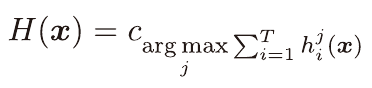 H(x) = c_{arg max_j ∑_{i=1}^{T} h_i^j(x)}